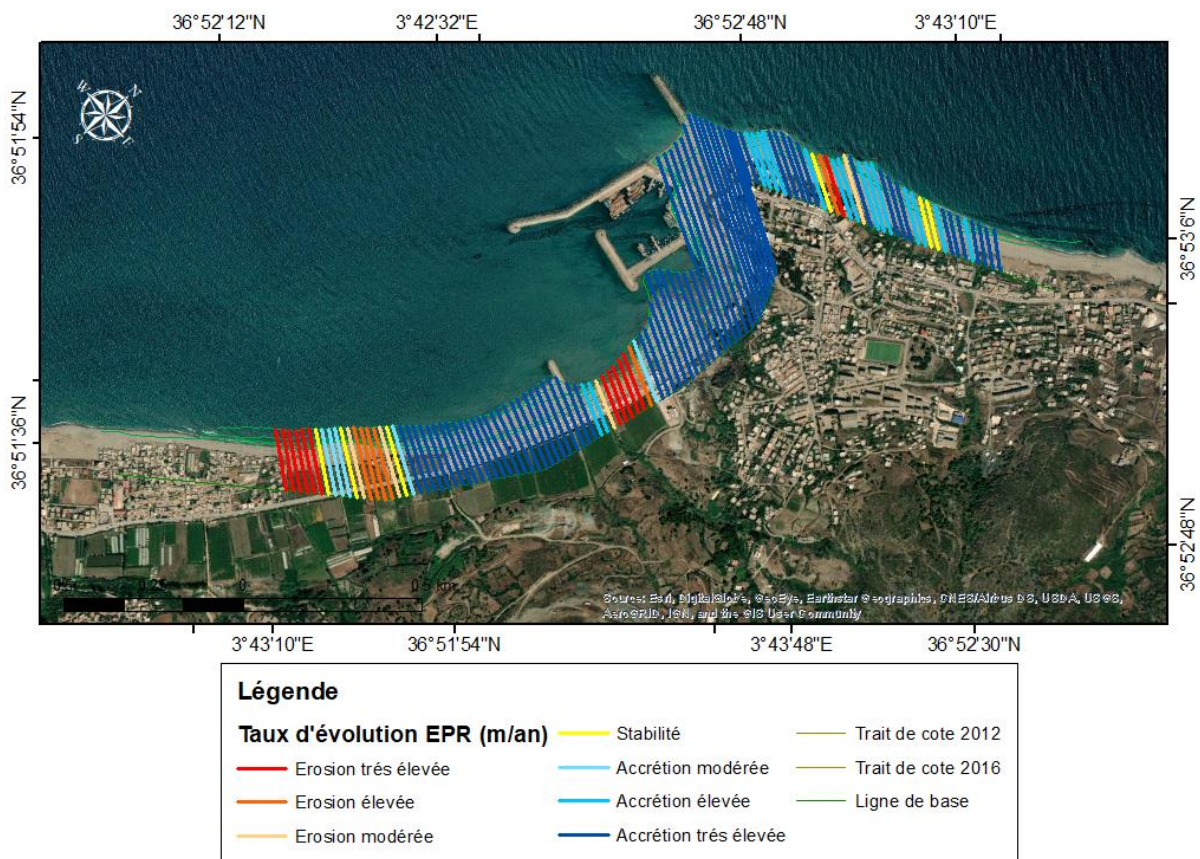 36°52'12"N 3°42'32"E 36°52'48"N 3°43'10"E
36°51'54"N
36°51'36"N
36°53'6"N
36°52'48"N
W N
S E
0.25 0 0.5 km
Source: Esri, DigitalGlobe, GeoEye, Earthstar Geographics, CNES/Airbus DS, USDA, USGS,
AeroGRID, IGN, and the GIS User Community
3°43'10"E 36°51'54"N 3°43'48"E 36°52'30"N
Légende
Taux d'évolution EPR (m/an)
Erosion trés élevée
Erosion élevée
Erosion modérée
Stabilité
Accrétion modérée
Accrétion élevée
Accrétion trés élevée
Trait de cote 2012
Trait de cote 2016
Ligne de base